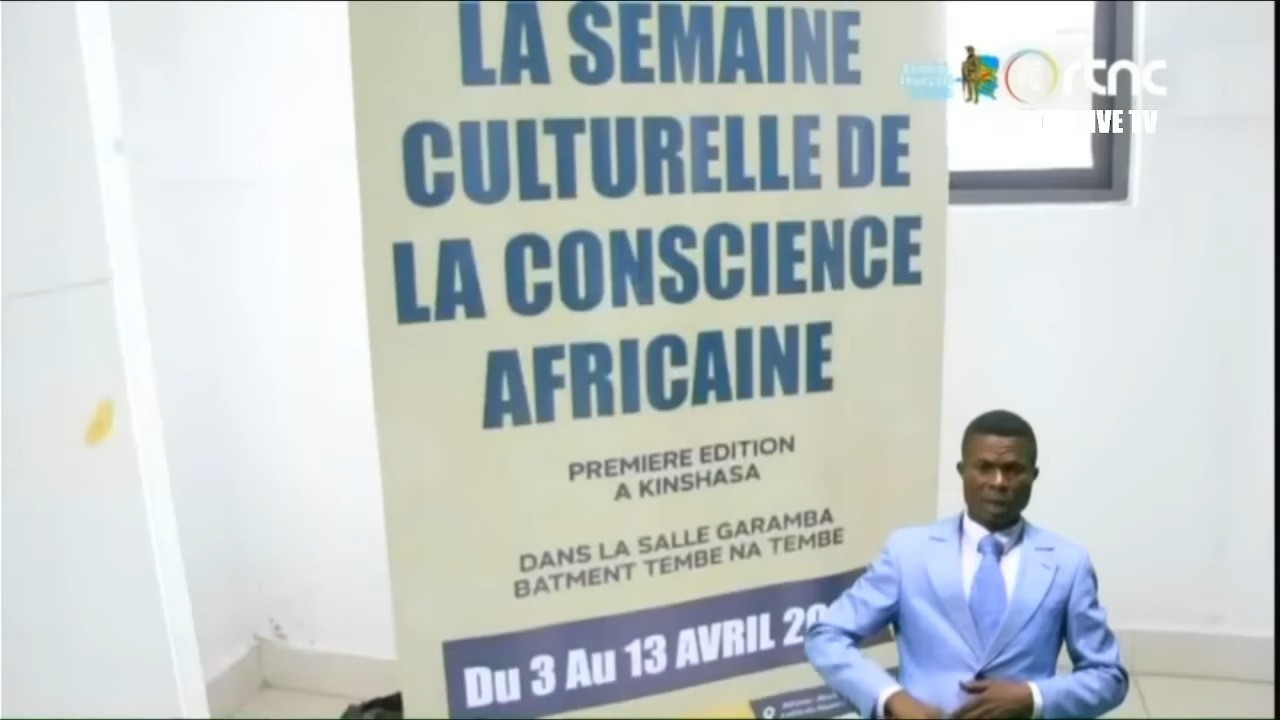 LA SEMAINE
CULTURELLE DE
LA CONSCIENCE
AFRICAINE
PREMIERE EDITION
A KINSHASA
DANS LA SALLE GARAMBA
BATMENT TEMBE NA TEMBE
Du 3 Au 13 AVRIL
rtnc
TV